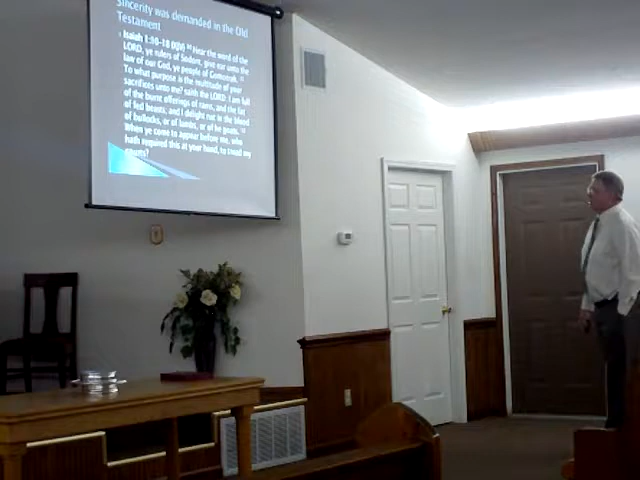 Sincerity was demanded in the Old
Testament
Isaiah 1:10-18 (KJV) 10 Hear the word of the
LORD, ye rulers of Sodom; give ear unto the
law of our God, ye people of Gomorrah. 11
To what purpose is the multitude of your
sacrifices unto me? saith the LORD: I am full
of the burnt offerings of rams, and the fat
of fed beasts; and I delight not in the blood
of bullocks, or of lambs, or of he goats. 12
When ye come to appear before me, who
hath required this at your hand, to tread my
courts?